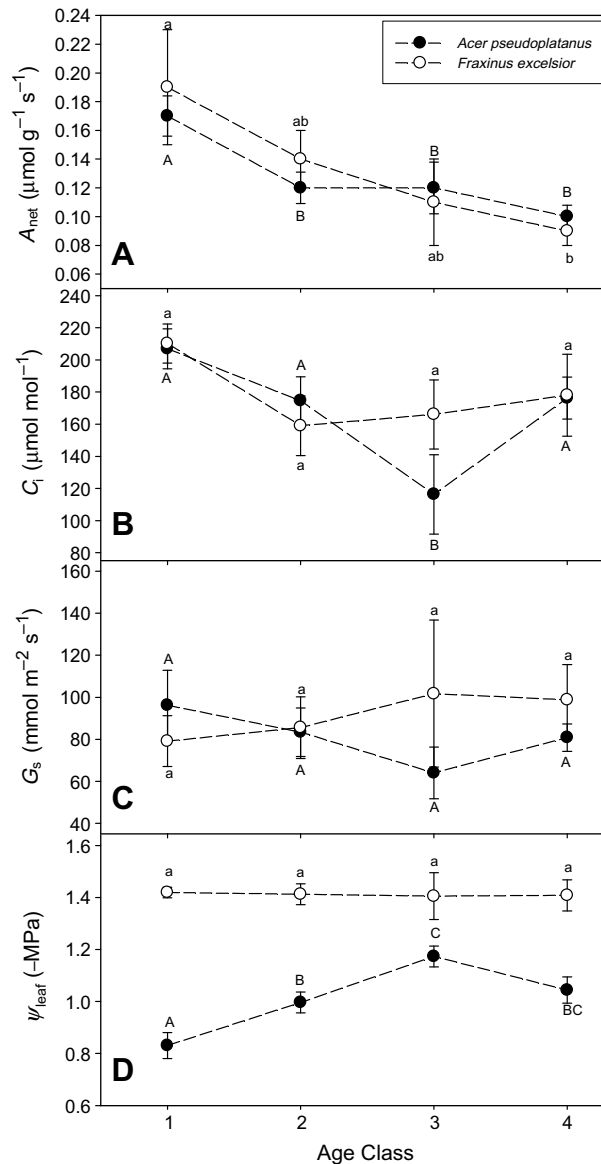 0.24
0.22
0.20
0.18
0.16
0.14
0.12
0.10
0.08
0.06
A_net (μmol g⁻¹ s⁻¹)
Acer pseudoplatanus
Fraxinus excelsior
a
A
ab
B
B
ab
B
b
A
240
220
200
180
160
140
120
100
80
C_i (μmol mol⁻¹)
a
A
A
a
a
B
a
A
B
160
140
120
100
80
60
40
G_s (mmol m⁻² s⁻¹)
A
a
a
A
a
A
a
A
C
1.6
1.4
1.2
1.0
0.8
0.6
ψ_leaf (–MPa)
a
A
a
B
a
C
a
BC
D
1 2 3 4
Age Class